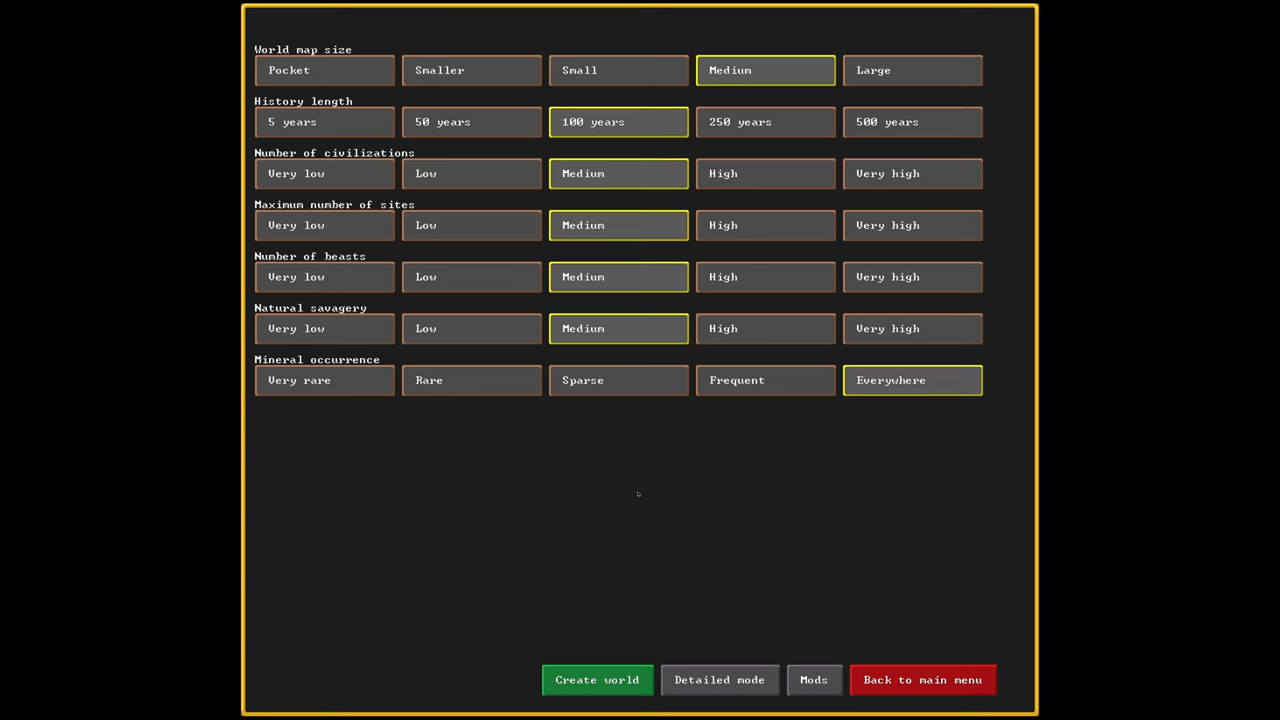 World map size
Pocket Smaller Small Medium Large
History length
5 years 50 years 100 years 250 years 500 years
Number of civilizations
Very low Low Medium High Very high
Maximum number of sites
Very low Low Medium High Very high
Number of beasts
Very low Low Medium High Very high
Natural savagery
Very low Low Medium High Very high
Mineral occurrence
Very rare Rare Sparse Frequent Everywhere
Create world Detailed mode Mods Back to main menu